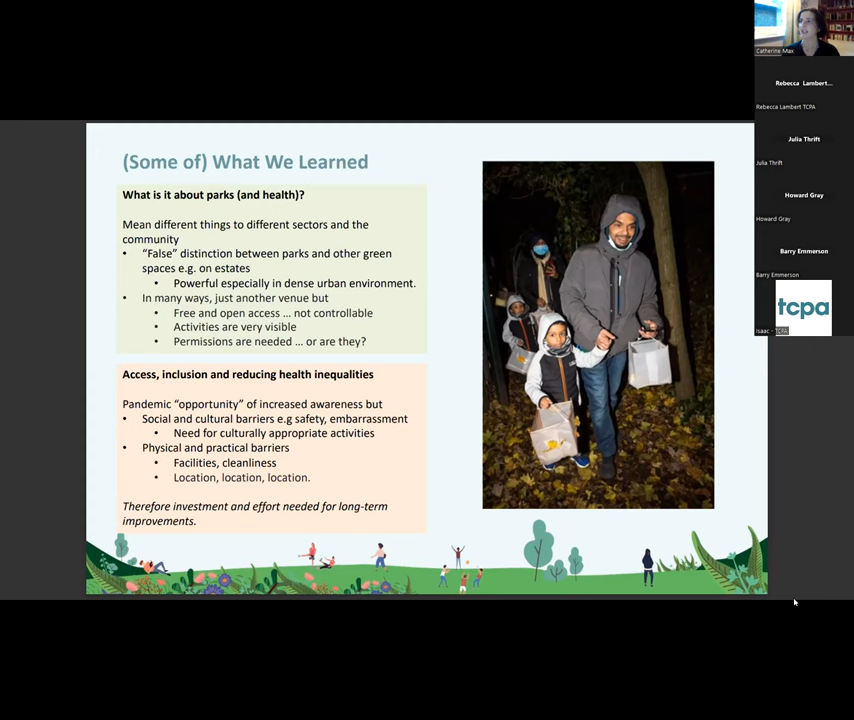 (Some of) What We Learned
What is it about parks (and health)?
Mean different things to different sectors and the
community
• “False” distinction between parks and other green
spaces e.g. on estates
• Powerful especially in dense urban environment.
• In many ways, just another venue but
• Free and open access … not controllable
• Activities are very visible
• Permissions are needed … or are they?
Access, inclusion and reducing health inequalities
Pandemic “opportunity” of increased awareness but
• Social and cultural barriers e.g safety, embarrassment
• Need for culturally appropriate activities
• Physical and practical barriers
• Facilities, cleanliness
• Location, location, location.
Therefore investment and effort needed for long-term
improvements.
Catherine Max
Rebecca Lambert...
Rebecca Lambert TCPA
Julia Thrift
Julia Thrift
Howard Gray
Howard Gray
Barry Emmerson
Barry Emmerson
tcpa
Isaac - TCPA